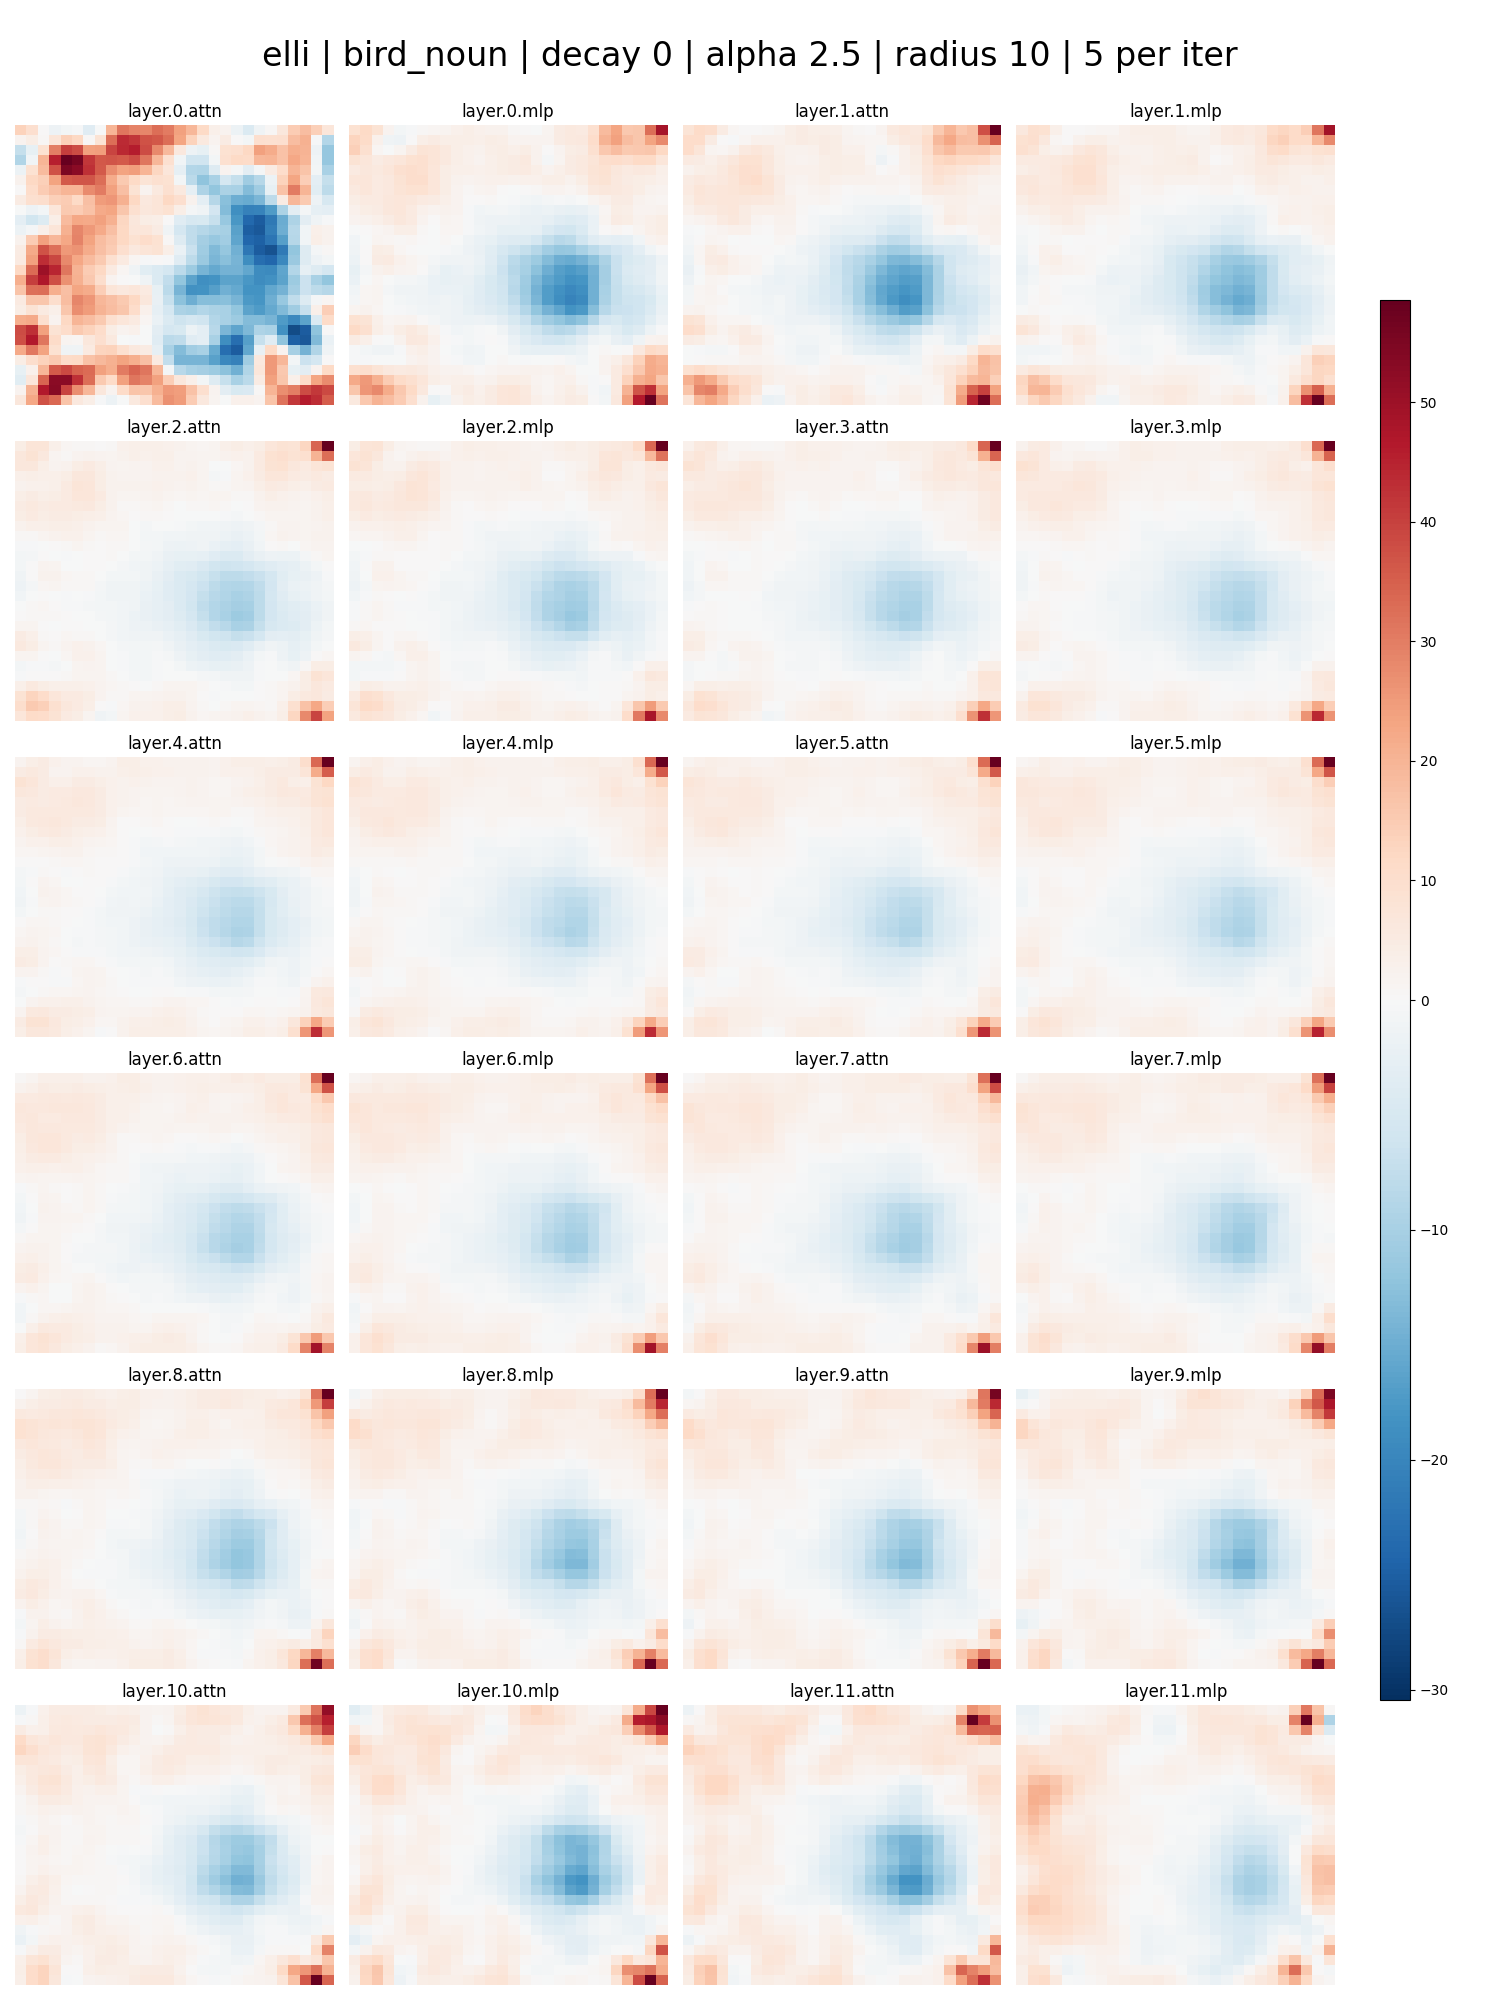 elli | bird_noun | decay 0 | alpha 2.5 | radius 10 | 5 per iter
layer.0.attn layer.0.mlp layer.1.attn layer.1.mlp
layer.2.attn layer.2.mlp layer.3.attn layer.3.mlp
layer.4.attn layer.4.mlp layer.5.attn layer.5.mlp
layer.6.attn layer.6.mlp layer.7.attn layer.7.mlp
layer.8.attn layer.8.mlp layer.9.attn layer.9.mlp
layer.10.attn layer.10.mlp layer.11.attn layer.11.mlp
50
40
30
20
10
0
−10
−20
−30